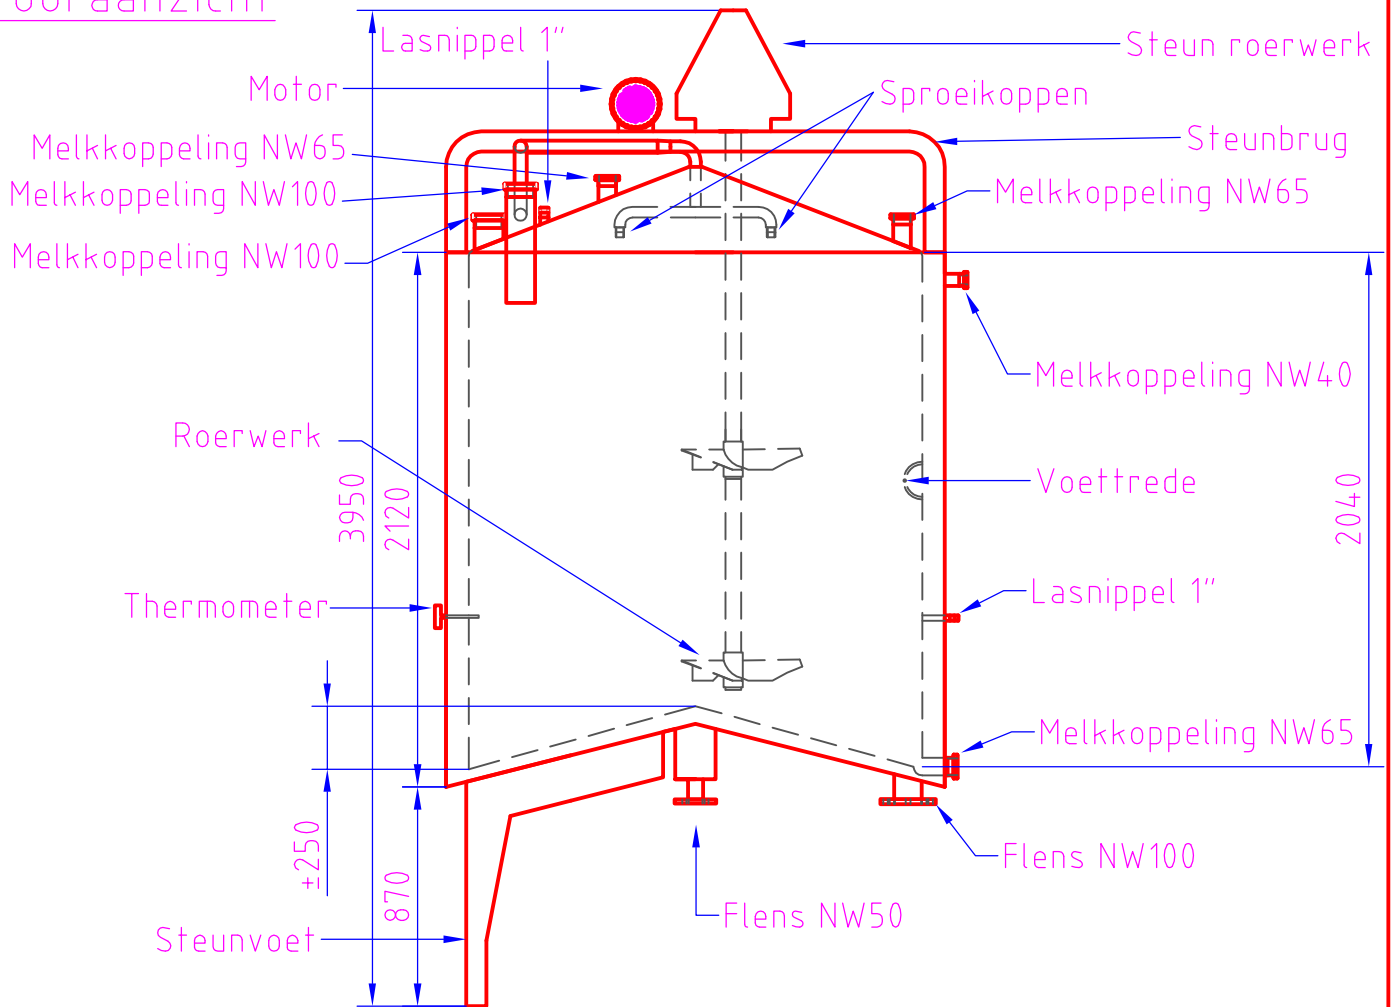 Lasnippel 1"
Steun roerwerk
Motor
Sproeikoppen
Melkkoppeling NW65
Steunbrug
Melkkoppeling NW100
Melkkoppeling NW65
Melkkoppeling NW100
Melkkoppeling NW40
Roerwerk
Voettrede
3950
2120
2040
Thermometer
Lasnippel 1"
Melkkoppeling NW65
±250
870
Flens NW100
Flens NW50
Steunvoet